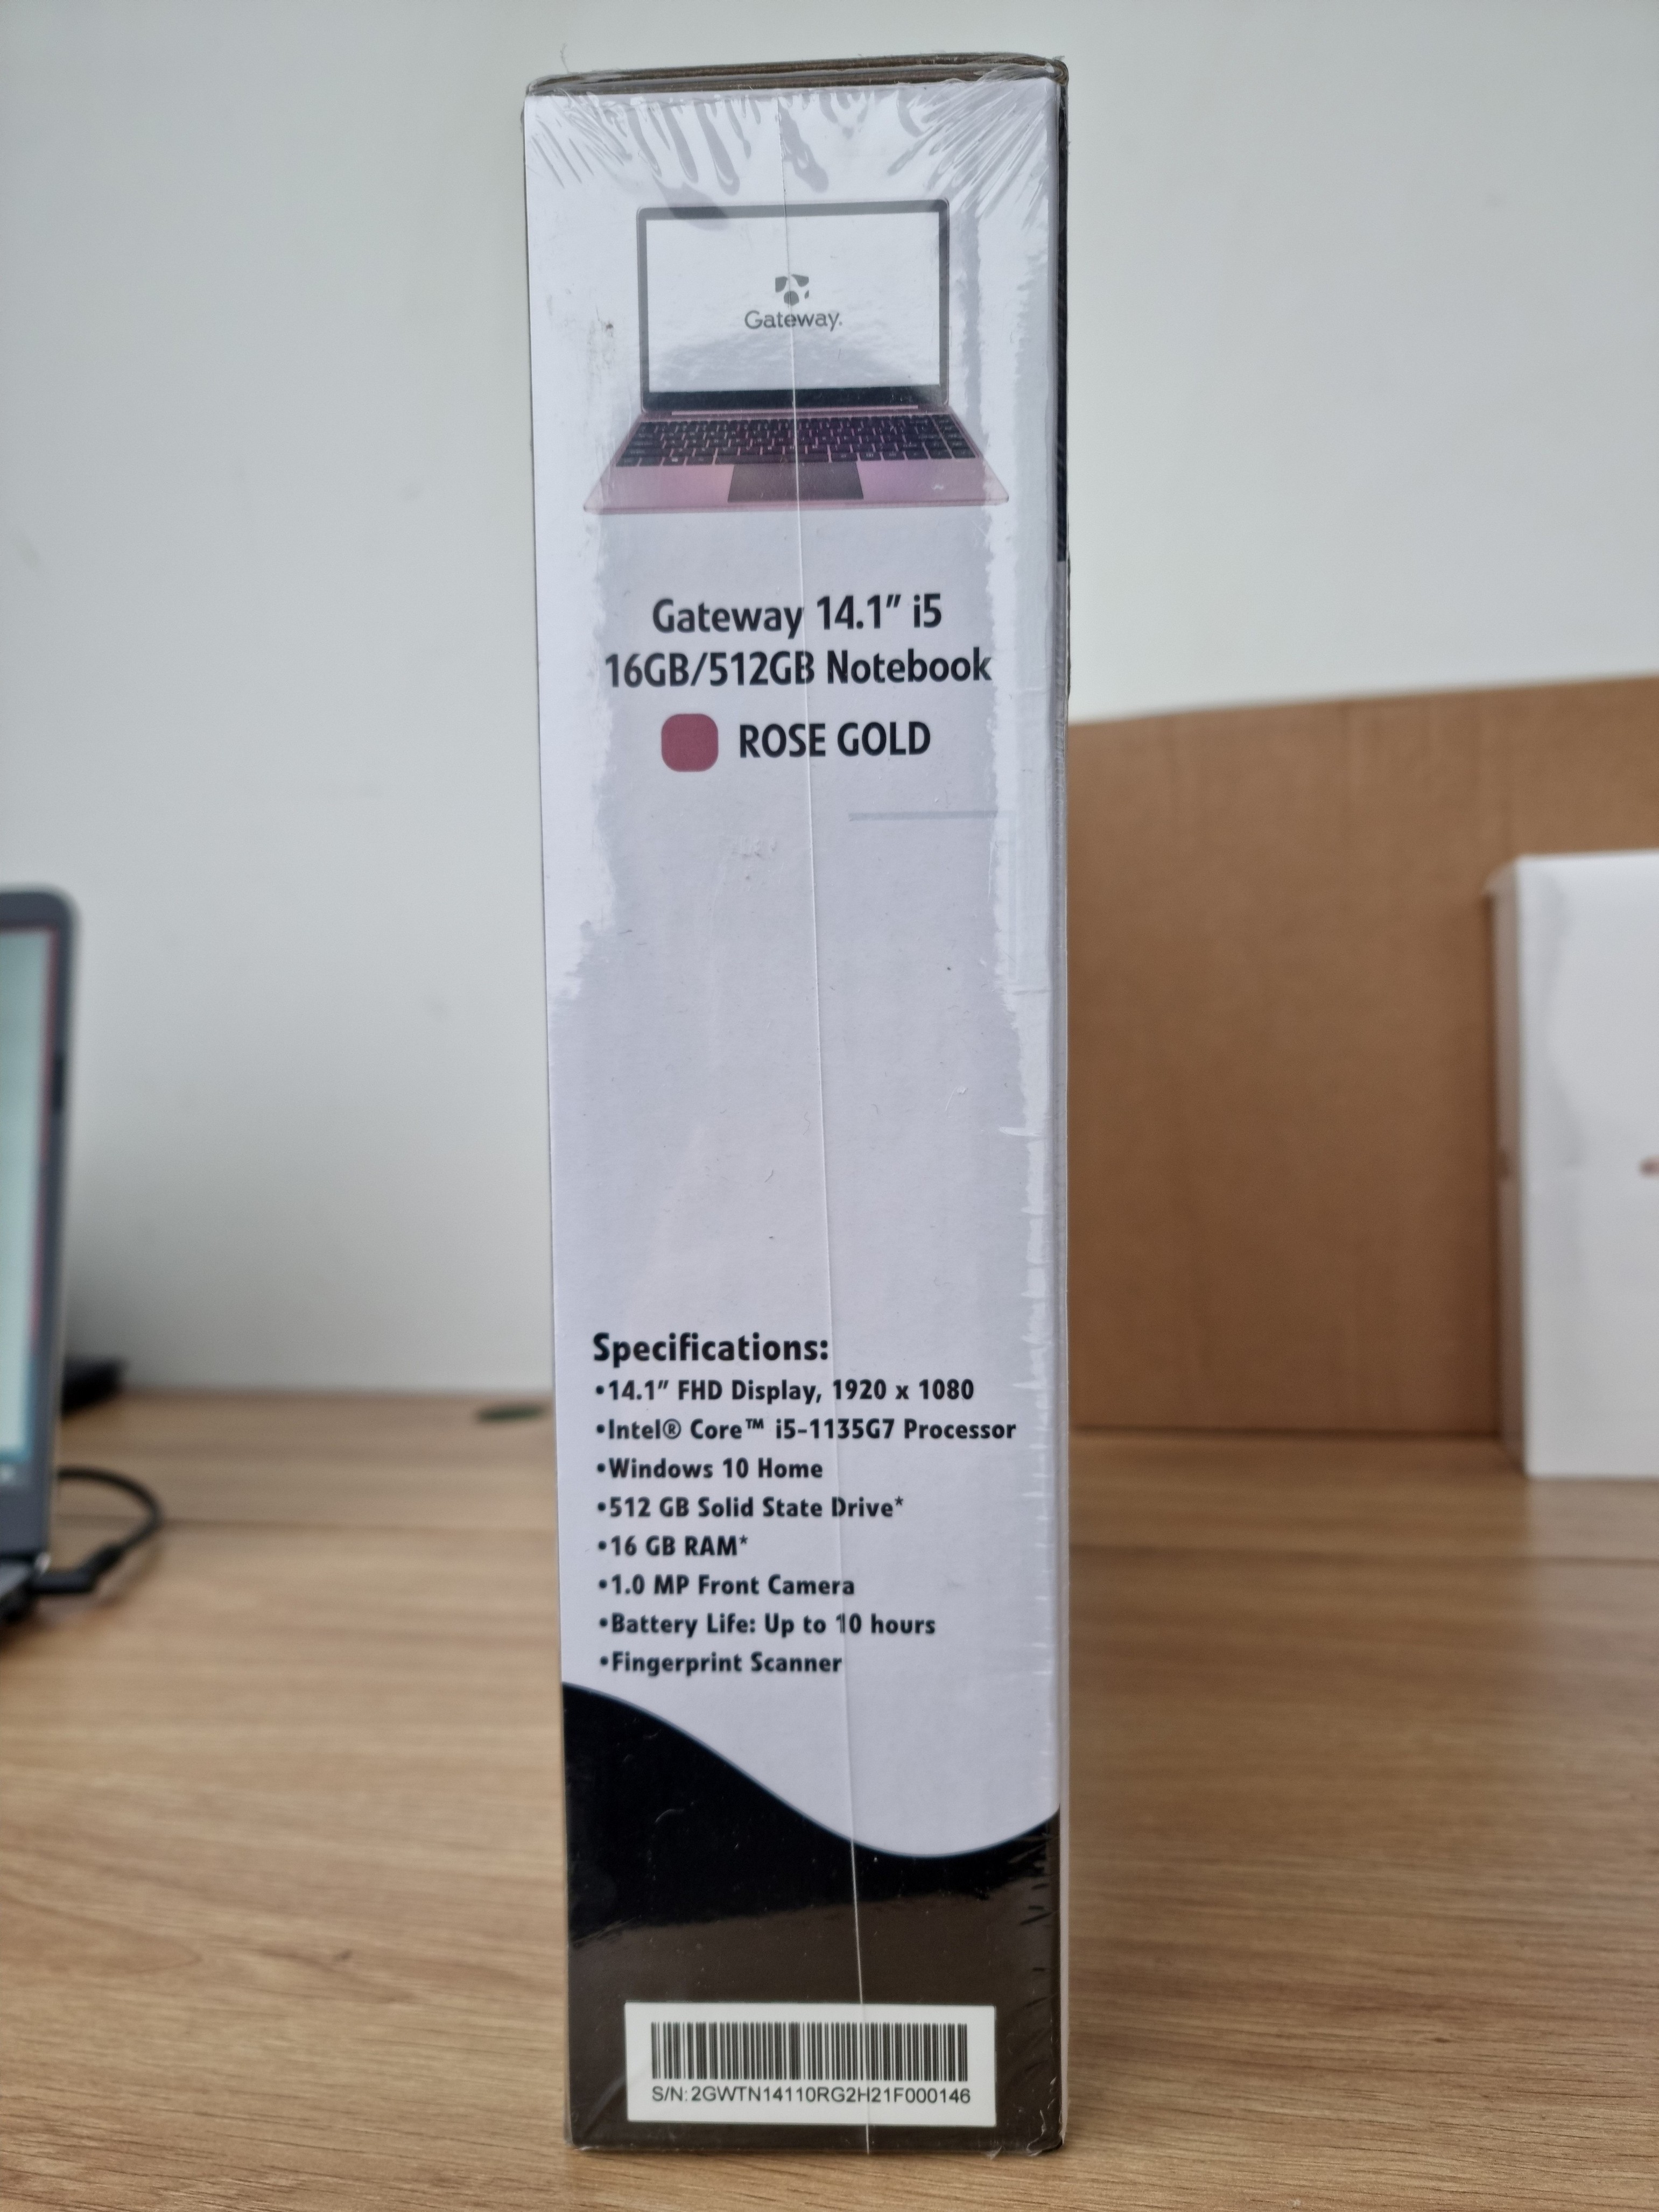 Gateway.
Gateway 14.1" i5
16GB/512GB Notebook
ROSE GOLD
Specifications:
•14.1" FHD Display, 1920 x 1080
•Intel® Core™ i5-1135G7 Processor
•Windows 10 Home
•512 GB Solid State Drive*
•16 GB RAM*
•1.0 MP Front Camera
•Battery Life: Up to 10 hours
•Fingerprint Scanner
S/N: 2GWTN14110RG2H21F000146